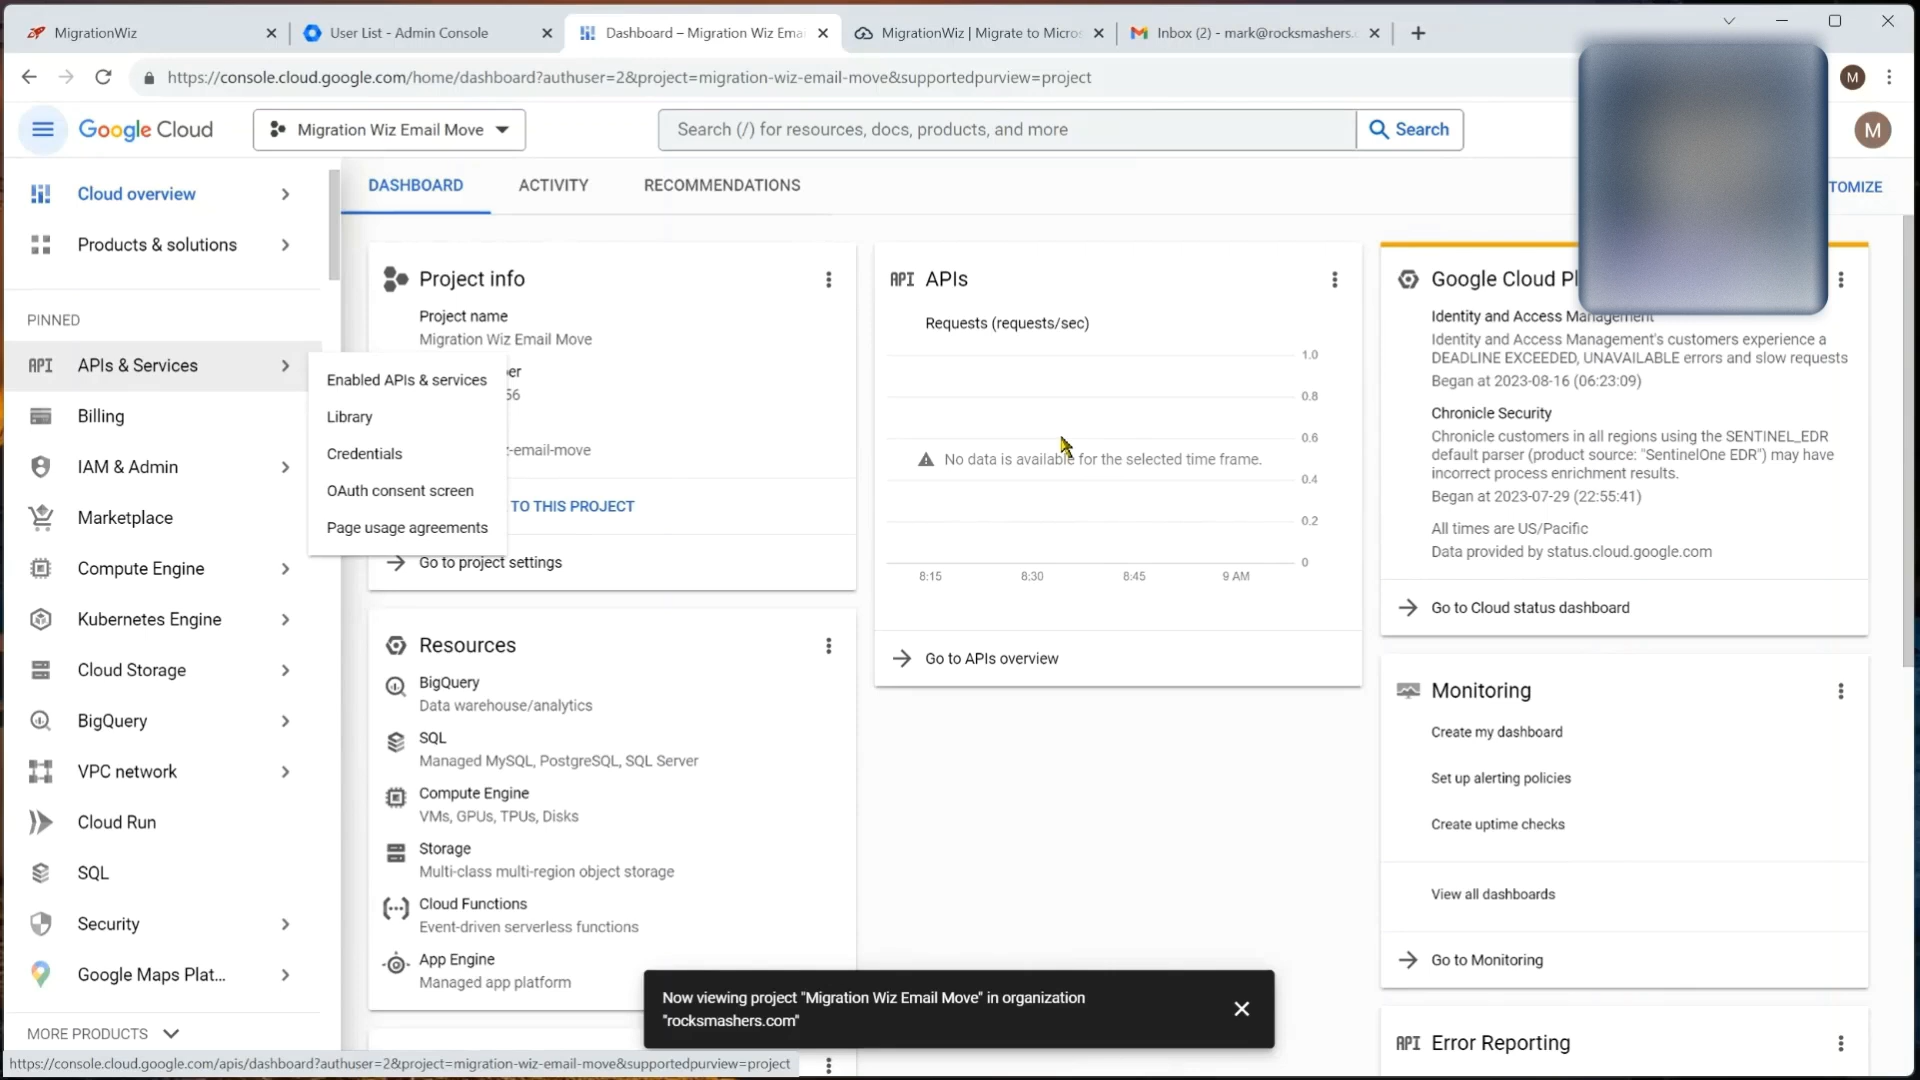 MigrationWiz
User List - Admin Console
Dashboard – Migration Wiz Ema
MigrationWiz | Migrate to Micros
Inbox (2) - mark@rocksmashers.
https://console.cloud.google.com/home/dashboard?authuser=2&project=migration-wiz-email-move&supportedpurview=project
M
Google Cloud
Migration Wiz Email Move
Search (/) for resources, docs, products, and more
Search
M
Cloud overview
Products & solutions
PINNED
API APIs & Services
Billing
IAM & Admin
Marketplace
Compute Engine
Kubernetes Engine
Cloud Storage
BigQuery
VPC network
Cloud Run
SQL
Security
Google Maps Plat...
MORE PRODUCTS
Enabled APIs & services
Library
Credentials
OAuth consent screen
Page usage agreements
DASHBOARD
ACTIVITY
RECOMMENDATIONS
TOMIZE
Project info
Project name
Migration Wiz Email Move
er
56
-email-move
TO THIS PROJECT
Go to project settings
Resources
BigQuery
Data warehouse/analytics
SQL
Managed MySQL, PostgreSQL, SQL Server
Compute Engine
VMs, GPUs, TPUs, Disks
Storage
Multi-class multi-region object storage
Cloud Functions
Event-driven serverless functions
App Engine
Managed app platform
API APIs
Requests (requests/sec)
1.0
0.8
0.6
No data is available for the selected time frame.
0.4
0.2
0
8:15
8:30
8:45
9 AM
Go to APIs overview
Google Cloud Pl
Identity and Access Management
Identity and Access Management's customers experience a
DEADLINE EXCEEDED, UNAVAILABLE errors and slow requests
Began at 2023-08-16 (06:23:09)
Chronicle Security
Chronicle customers in all regions using the SENTINEL_EDR
default parser (product source: "SentinelOne EDR") may have
incorrect process enrichment results.
Began at 2023-07-29 (22:55:41)
All times are US/Pacific
Data provided by status.cloud.google.com
Go to Cloud status dashboard
Monitoring
Create my dashboard
Set up alerting policies
Create uptime checks
View all dashboards
Go to Monitoring
API Error Reporting
Now viewing project "Migration Wiz Email Move" in organization
"rocksmashers.com"
https://console.cloud.google.com/apis/dashboard?authuser=2&project=migration-wiz-email-move&supportedpurview=project